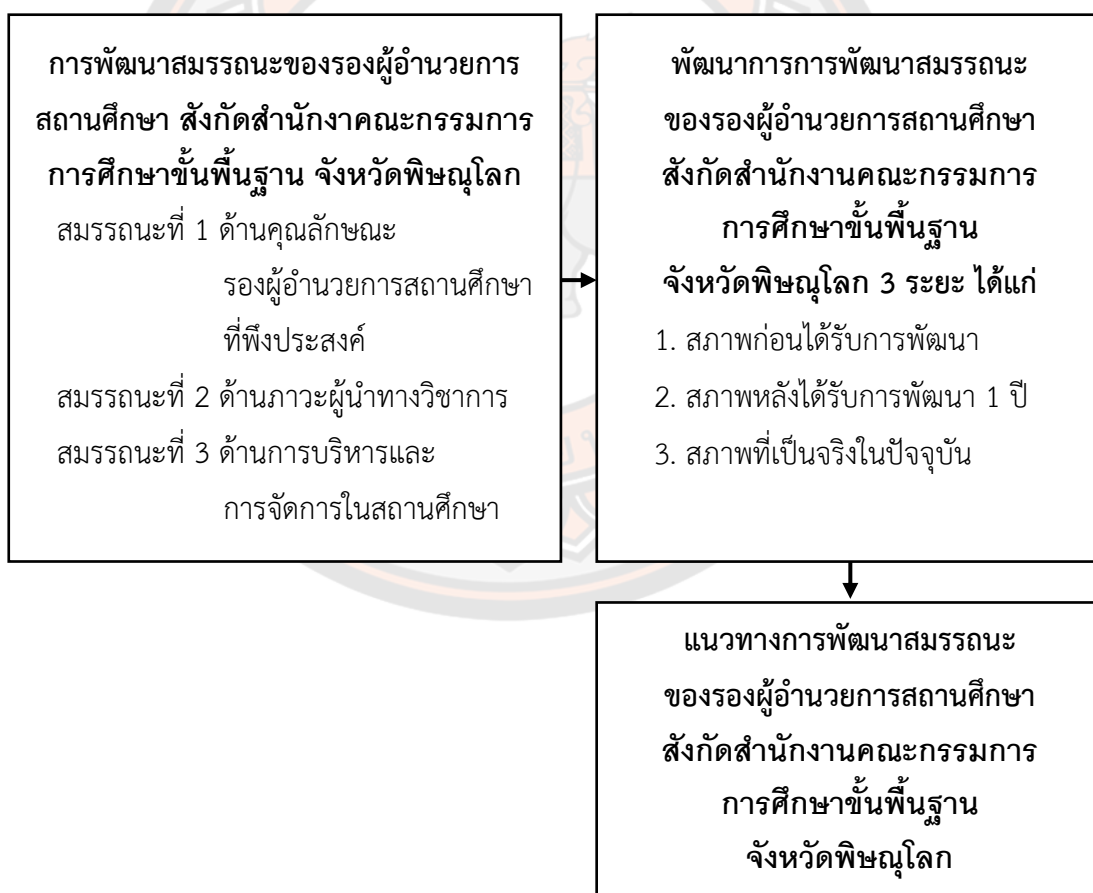 การพัฒนาสมรรถนะของรองผู้อำนวยการ
สถานศึกษา สังกัดสำนักงาคณะกรรมการ
การศึกษาขั้นพื้นฐาน จังหวัดพิษณุโลก
สมรรถนะที่ 1 ด้านคุณลักษณะ
รองผู้อำนวยการสถานศึกษา
ที่พึงประสงค์
สมรรถนะที่ 2 ด้านภาวะผู้นำทางวิชาการ
สมรรถนะที่ 3 ด้านการบริหารและ
การจัดการในสถานศึกษา
พัฒนาการการพัฒนาสมรรถนะ
ของรองผู้อำนวยการสถานศึกษา
สังกัดสำนักงานคณะกรรมการ
การศึกษาขั้นพื้นฐาน
จังหวัดพิษณุโลก 3 ระยะ ได้แก่
1. สภาพก่อนได้รับการพัฒนา
2. สภาพหลังได้รับการพัฒนา 1 ปี
3. สภาพที่เป็นจริงในปัจจุบัน
แนวทางการพัฒนาสมรรถนะ
ของรองผู้อำนวยการสถานศึกษา
สังกัดสำนักงานคณะกรรมการ
การศึกษาขั้นพื้นฐาน
จังหวัดพิษณุโลก